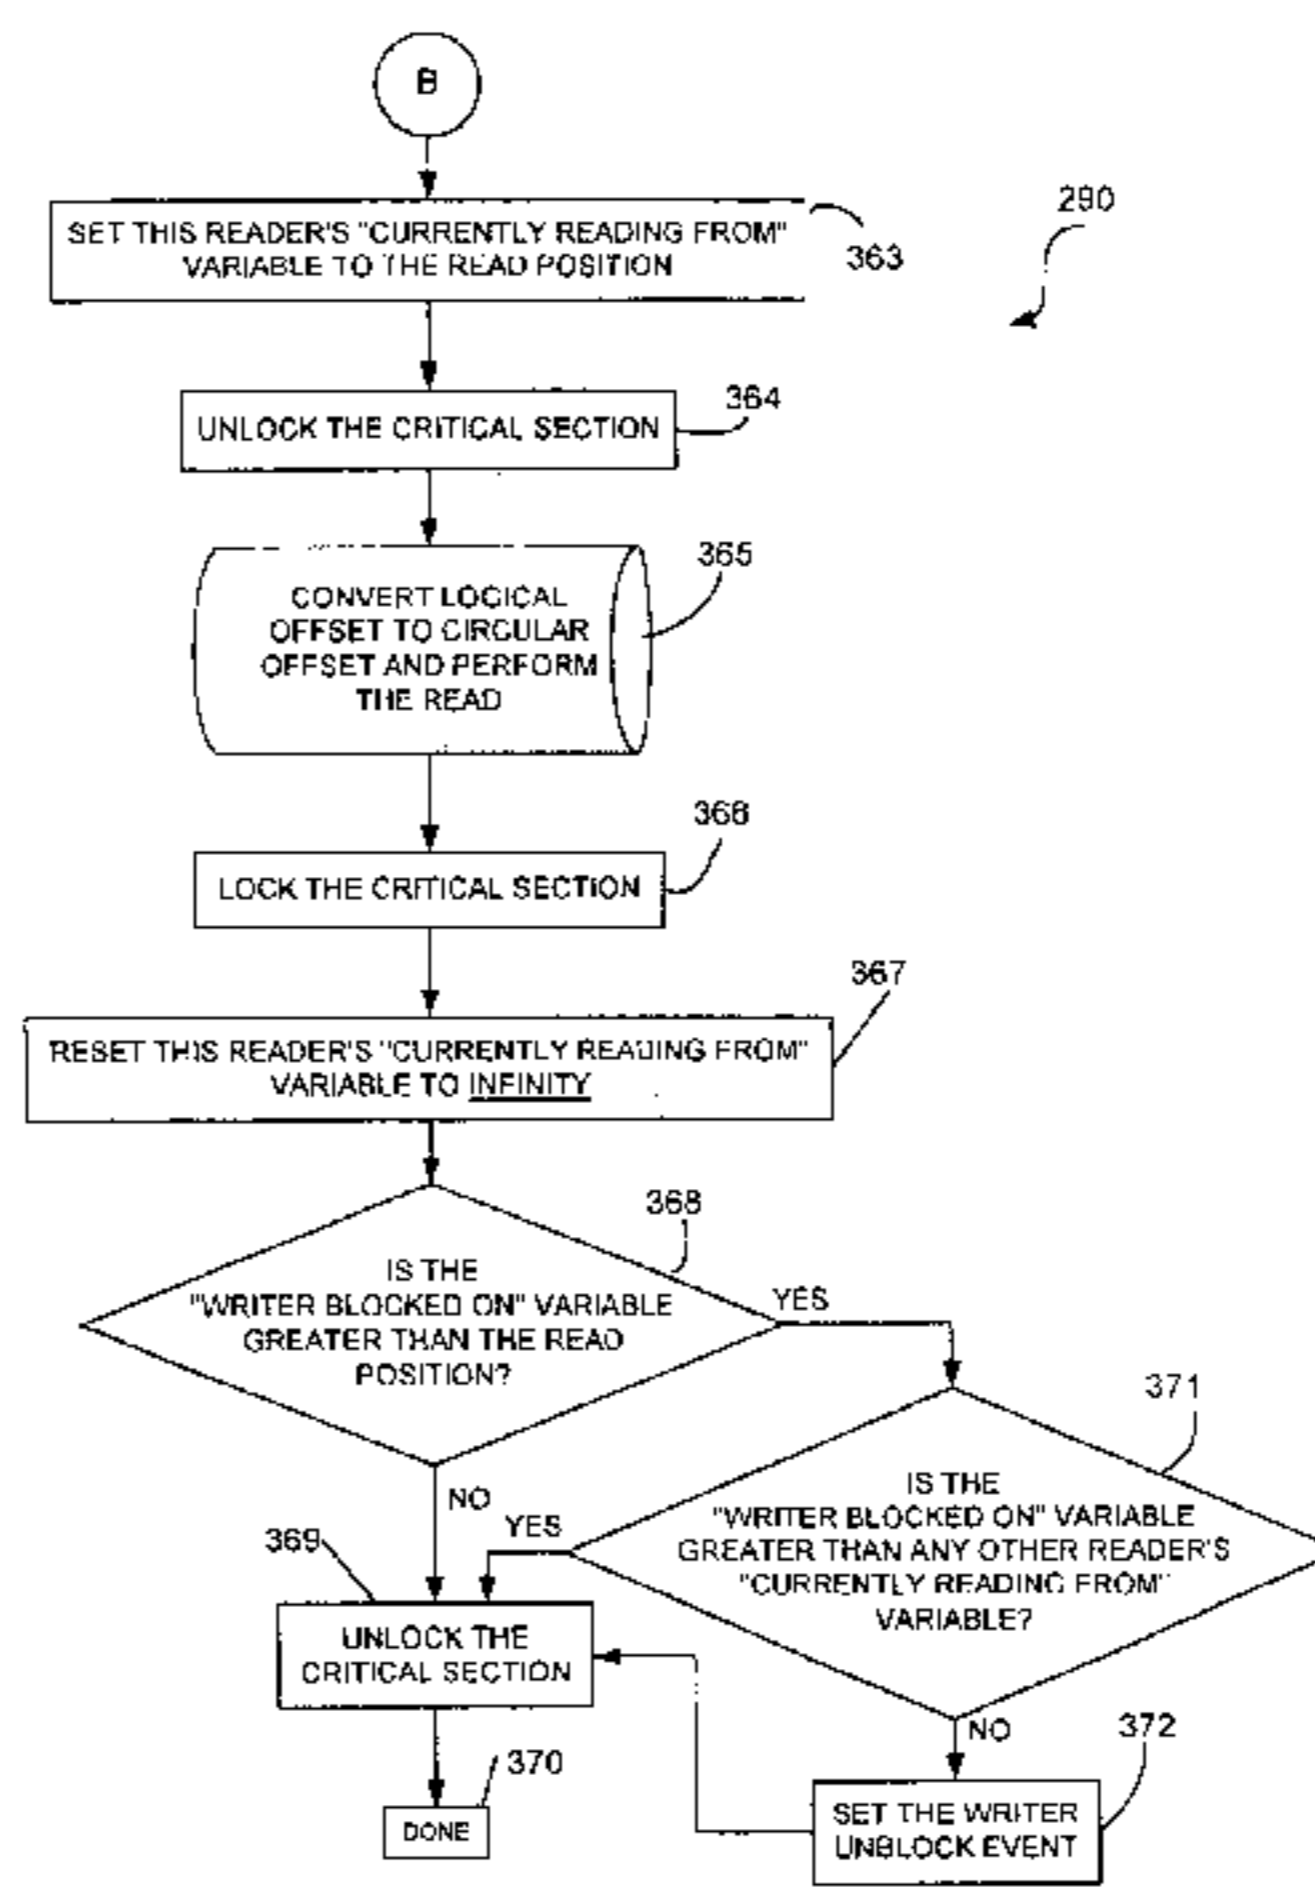 B
290
SET THIS READER'S "CURRENTLY READING FROM"
VARIABLE TO THE READ POSITION
363
364
UNLOCK THE CRITICAL SECTION
365
CONVERT LOGICAL
OFFSET TO CIRCULAR
OFFSET AND PERFORM
THE READ
366
LOCK THE CRITICAL SECTION
367
RESET THIS READER'S "CURRENTLY READING FROM"
VARIABLE TO INFINITY
368
IS THE
"WRITER BLOCKED ON" VARIABLE
GREATER THAN THE READ
POSITION?
YES
371
IS THE
"WRITER BLOCKED ON" VARIABLE
GREATER THAN ANY OTHER READER'S
"CURRENTLY READING FROM"
VARIABLE?
NO
YES
369
UNLOCK THE
CRITICAL SECTION
NO
372
370
DONE
SET THE WRITER
UNBLOCK EVENT